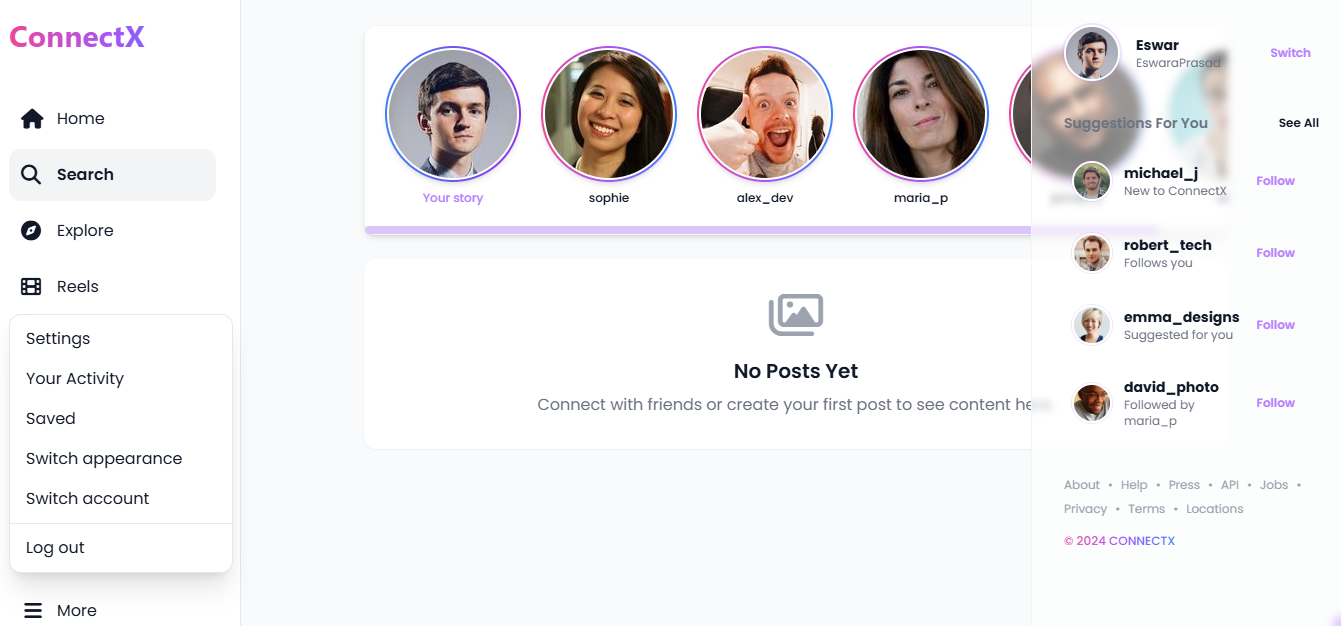 ConnectX
Home
Search
Explore
Reels
Settings
Your Activity
Saved
Switch appearance
Switch account
Log out
More
Your story
sophie
alex_dev
maria_p
No Posts Yet
Connect with friends or create your first post to see content here.
Eswar
EswaraPrasad
Switch
Suggestions For You
See All
michael_j
New to ConnectX
Follow
robert_tech
Follows you
Follow
emma_designs
Suggested for you
Follow
david_photo
Followed by
maria_p
Follow
About • Help • Press • API • Jobs •
Privacy • Terms • Locations
© 2024 CONNECTX